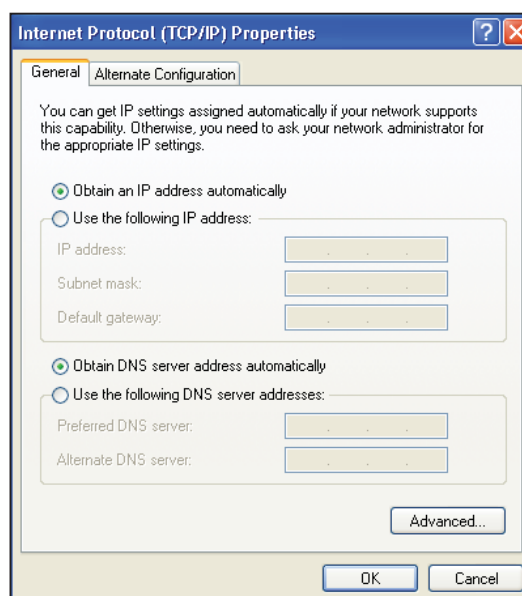 Internet Protocol (TCP/IP) Properties
General
Alternate Configuration
You can get IP settings assigned automatically if your network supports
this capability. Otherwise, you need to ask your network administrator for
the appropriate IP settings.
Obtain an IP address automatically
Use the following IP address:
IP address:
Subnet mask:
Default gateway:
Obtain DNS server address automatically
Use the following DNS server addresses:
Preferred DNS server:
Alternate DNS server:
Advanced...
OK
Cancel